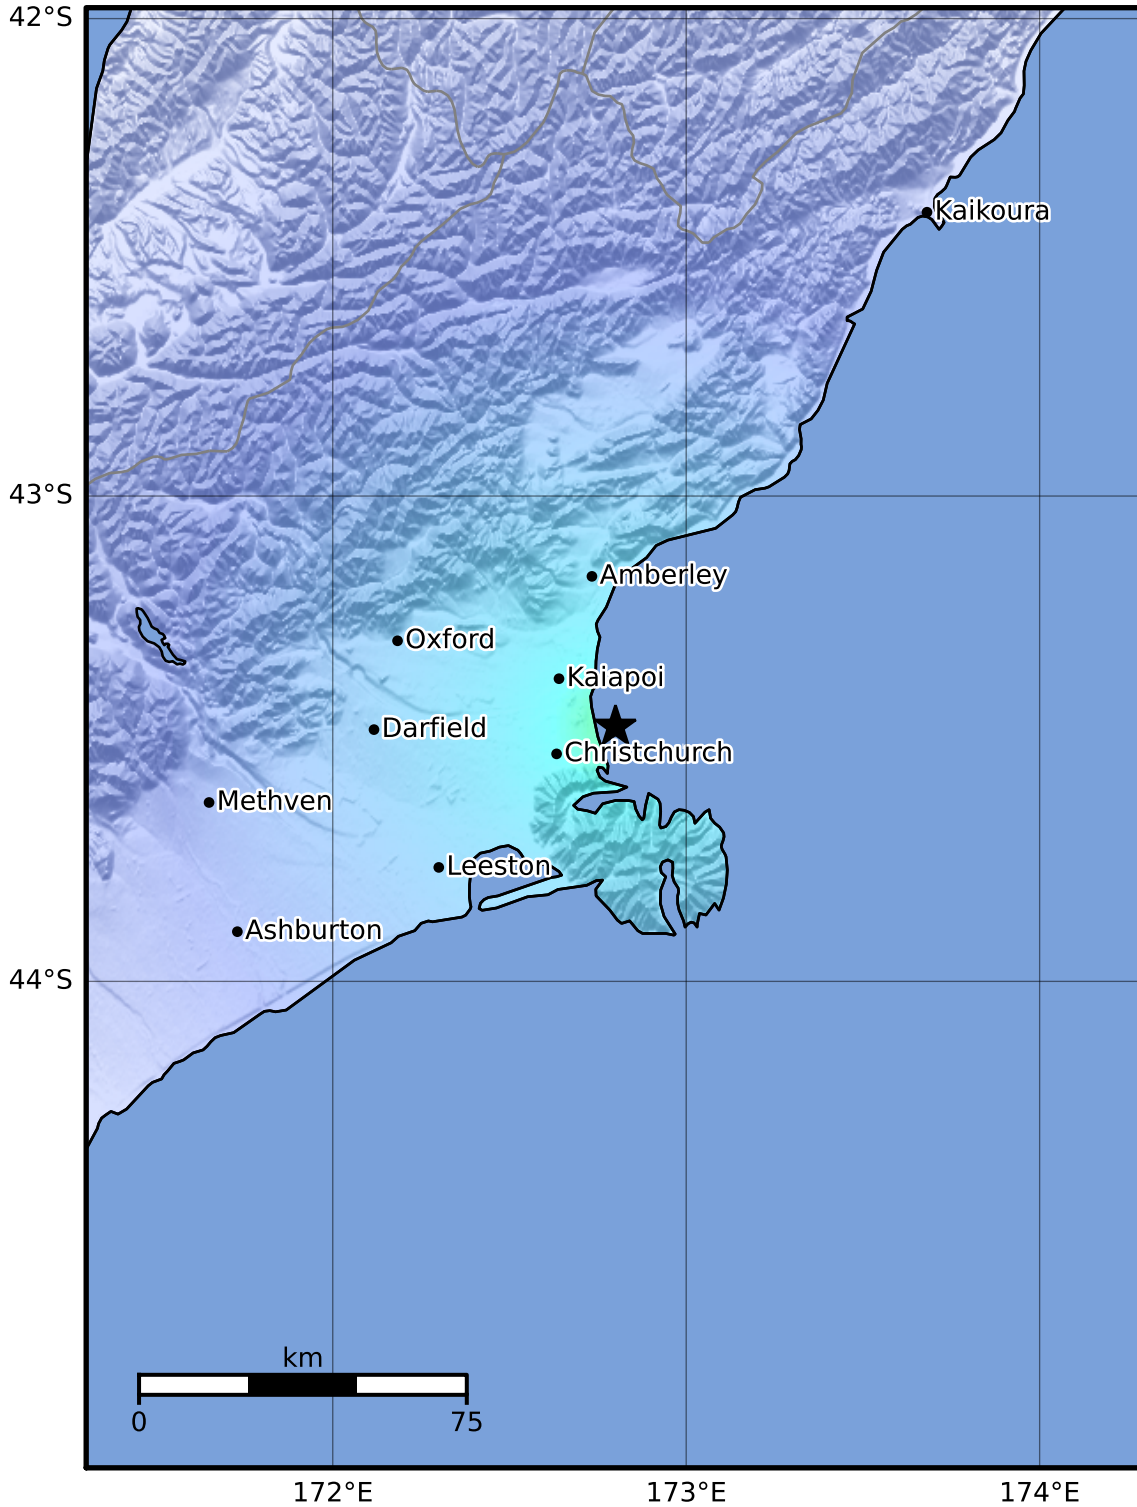 42°S
Kaikoura
43°S
Amberley
Oxford
Kaiapoi
Darfield
Christchurch
Methven
Leeston
Ashburton
44°S
km
0 75
172°E 173°E 174°E